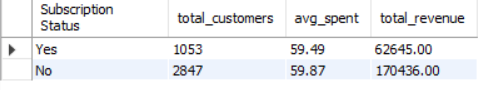 Subscription Status total_customers avg_spent total_revenue
Yes 1053 59.49 62645.00
No 2847 59.87 170436.00